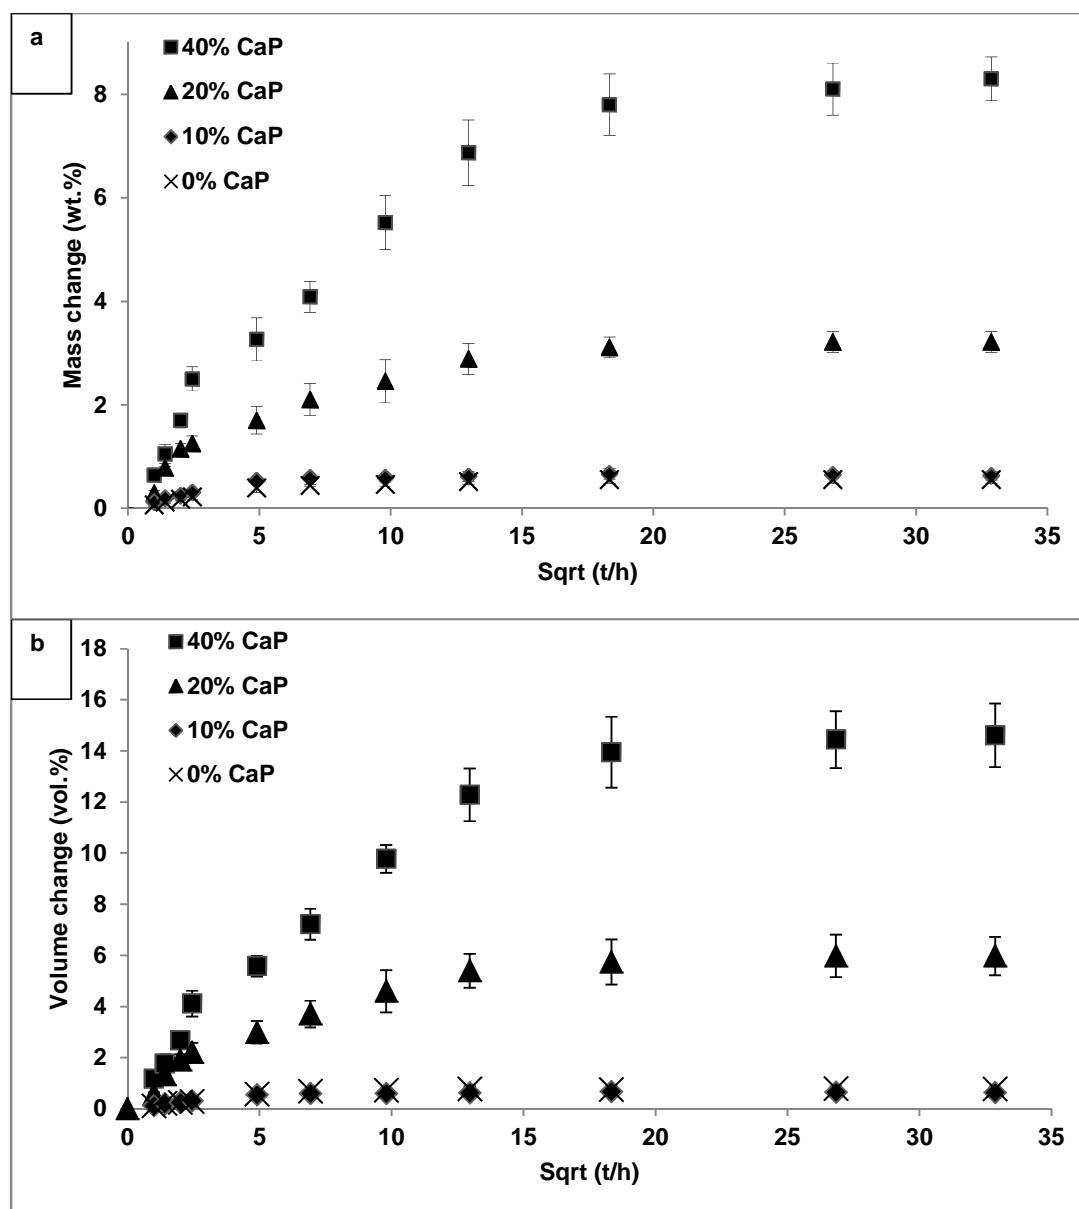 a
40% CaP
20% CaP
10% CaP
0% CaP
8
6
4
2
0
Mass change (wt.%)
0 5 10 15 20 25 30 35
Sqrt (t/h)
b
40% CaP
20% CaP
10% CaP
0% CaP
18
16
14
12
10
8
6
4
2
0
Volume change (vol.%)
0 5 10 15 20 25 30 35
Sqrt (t/h)